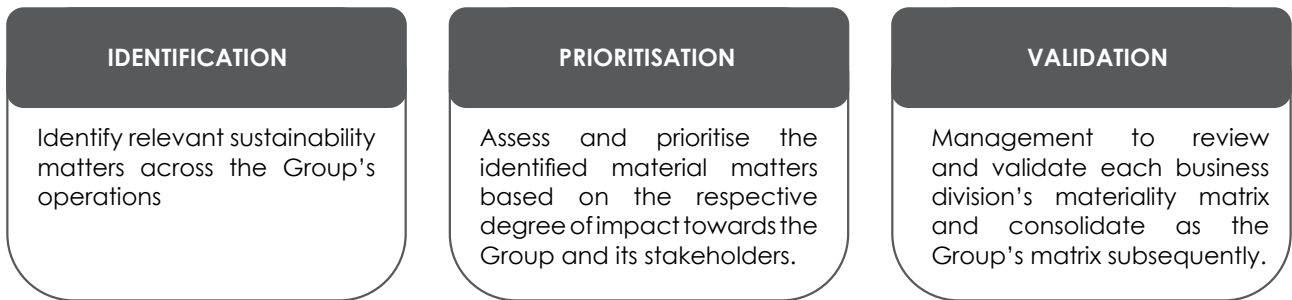 IDENTIFICATION
Identify relevant sustainability
matters across the Group's
operations
PRIORITISATION
Assess and prioritise the
identified material matters
based on the respective
degree of impact towards the
Group and its stakeholders.
VALIDATION
Management to review
and validate each business
division's materiality matrix
and consolidate as the
Group's matrix subsequently.